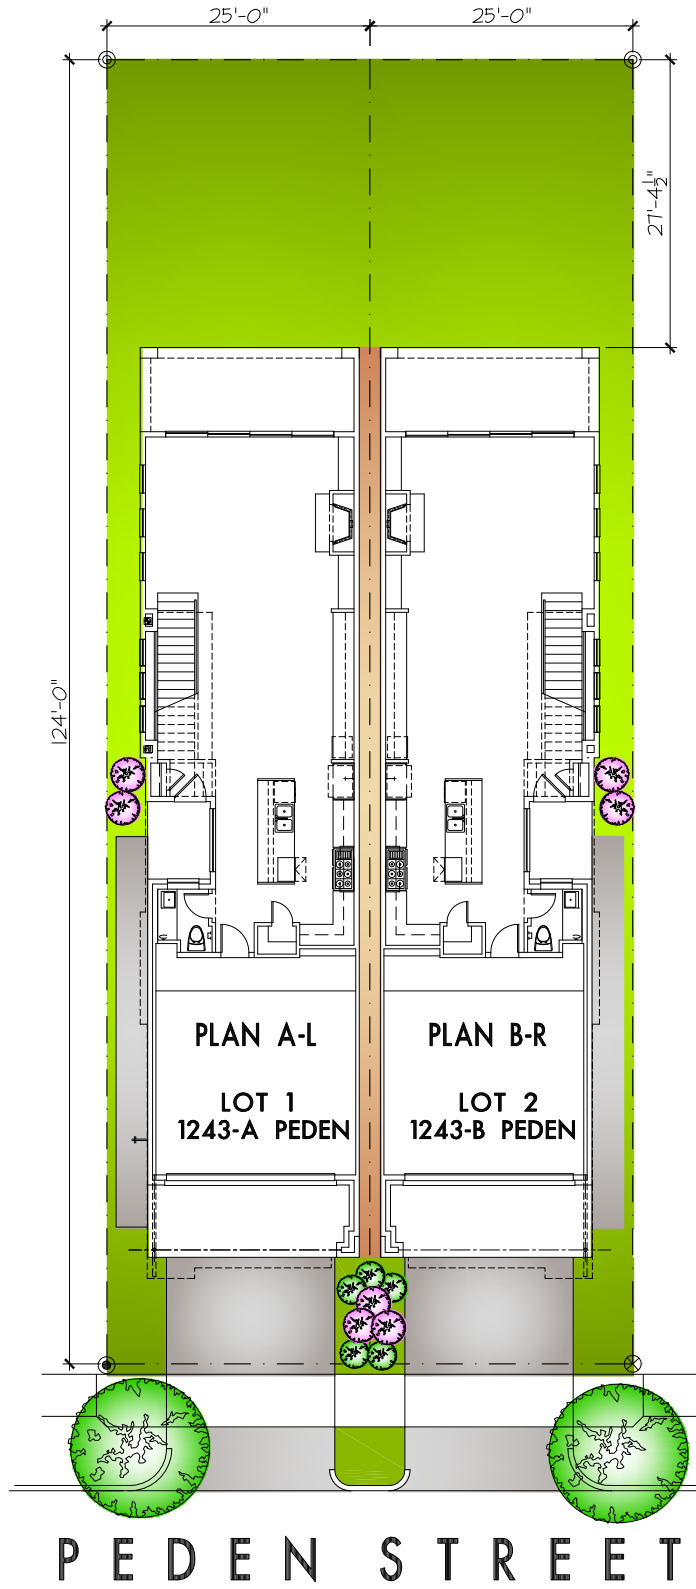 25'-0" 25'-0"
27'-4½"
124'-0"
PLAN A-L PLAN B-R
LOT 1 LOT 2
1243-A PEDEN 1243-B PEDEN
PEDEN STREET